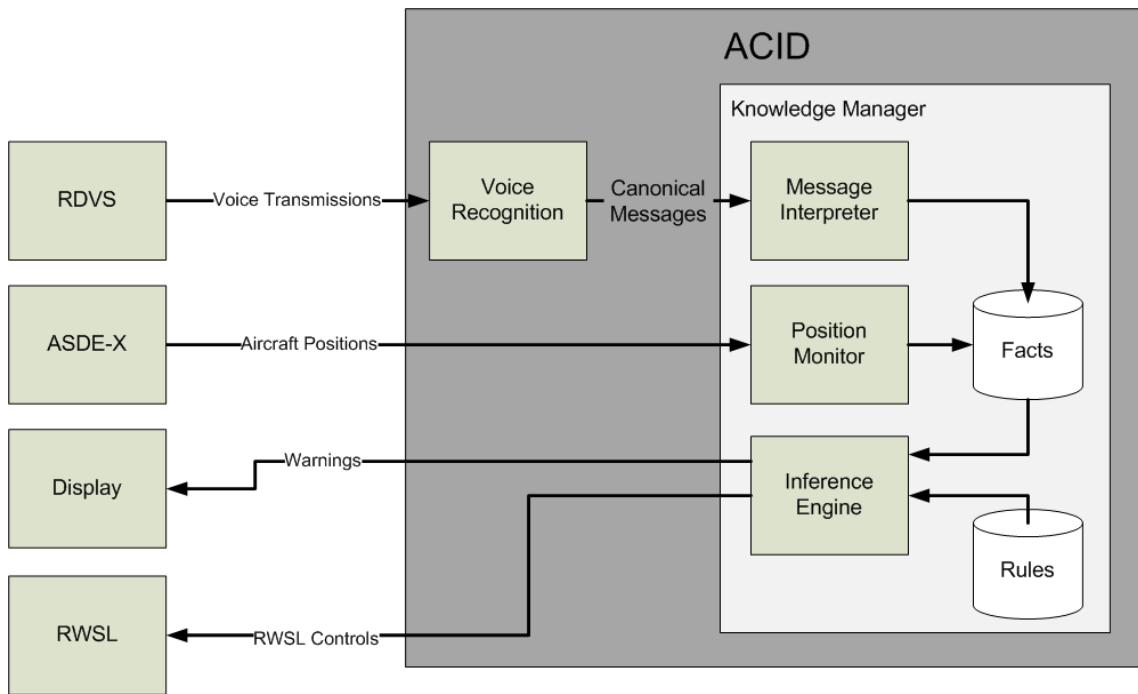 ACID
Knowledge Manager
RDVS
Voice Transmissions
Voice
Recognition
Canonical
Messages
Message
Interpreter
ASDE-X
Aircraft Positions
Position
Monitor
Facts
Display
Warnings
Inference
Engine
Rules
RWSL
RWSL Controls